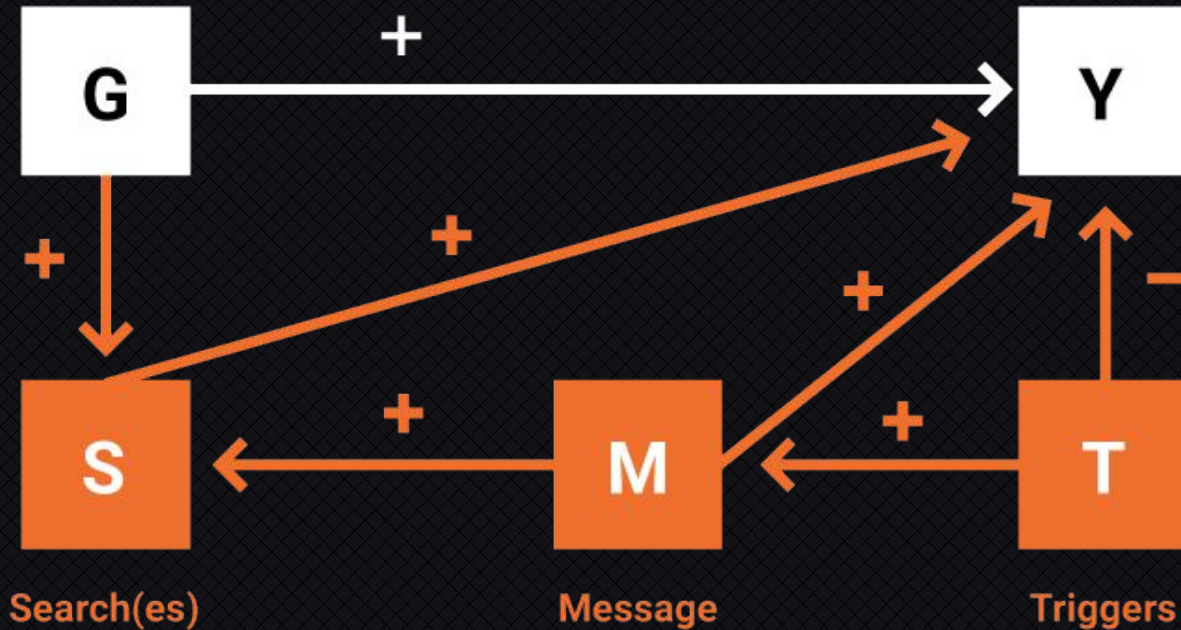 +
G
Y
+
+
+
−
+
+
S
M
T
Search(es)
Message
Triggers